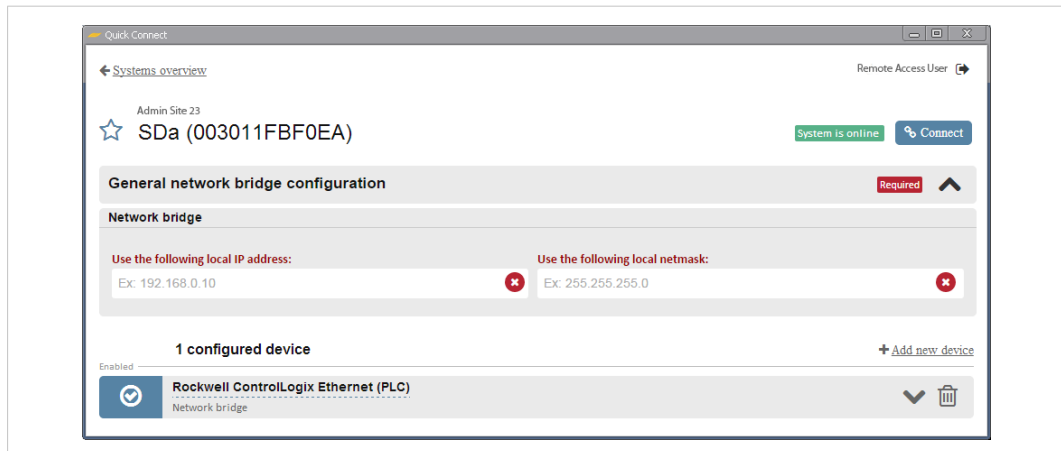 Quick Connect
Systems overview
Remote Access User
Admin Site 23
SDa (003011FBF0EA)
System is online
Connect
General network bridge configuration
Required
Network bridge
Use the following local IP address:
Use the following local netmask:
Ex: 192.168.0.10
Ex: 255.255.255.0
1 configured device
Add new device
Enabled
Rockwell ControlLogix Ethernet (PLC)
Network bridge